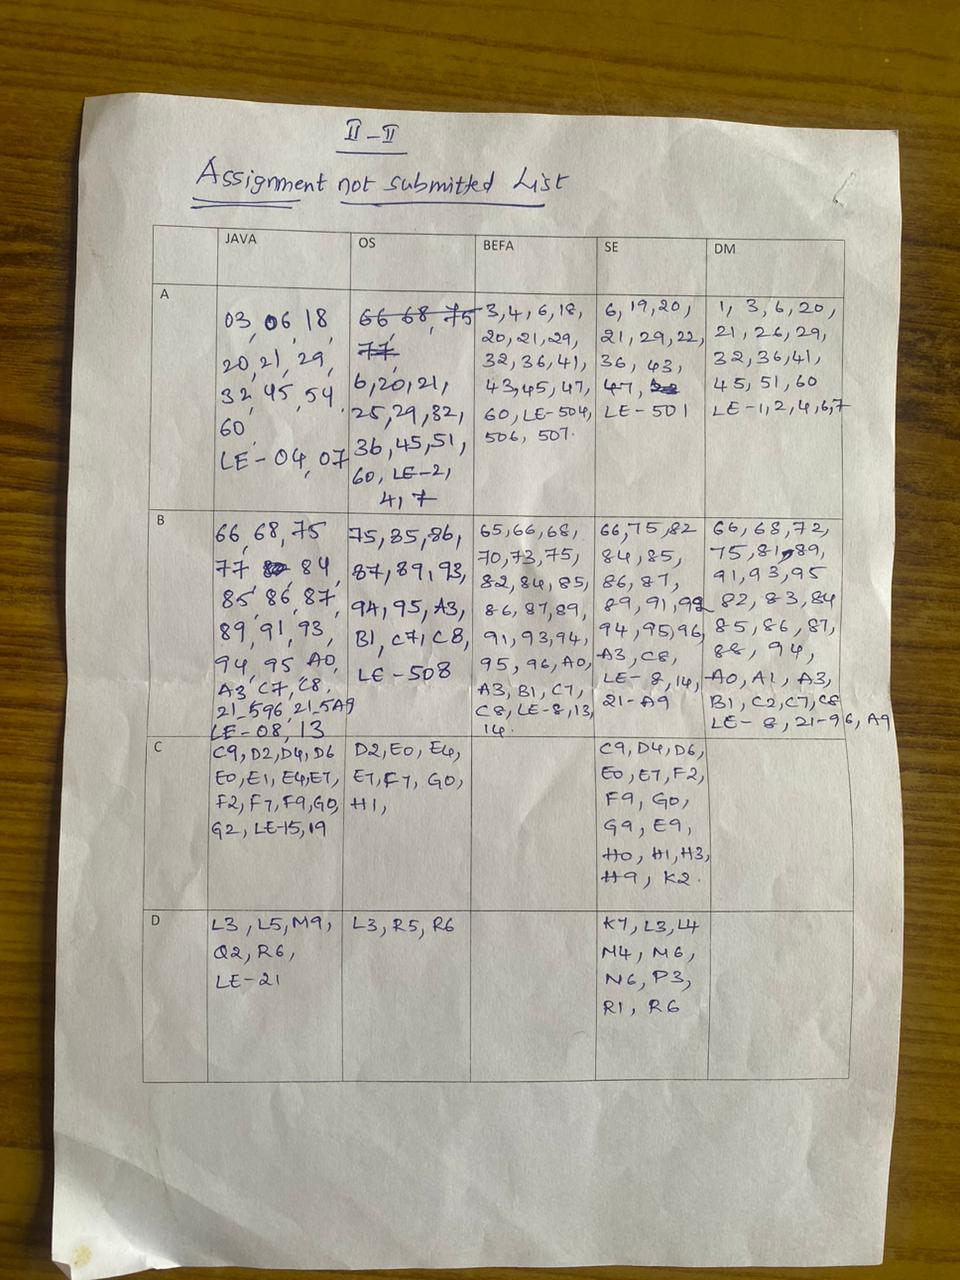 II-II
Assignment not submitted List
JAVA OS BEFA SE DM
A
03, 06, 18,
20, 21, 29,
32, 45, 54,
60,
LE-04, 07
66, 68, 75
77,
6, 20, 21,
25, 29, 32,
36, 45, 51,
60, LE-2,
4, 7
3, 4, 6, 18,
20, 21, 29,
32, 36, 41,
43, 45, 47,
60, LE-504,
506, 507.
6, 19, 20,
21, 29, 22,
36, 43,
47,
LE-501
1, 3, 6, 20,
21, 26, 29,
32, 36, 41,
45, 51, 60
LE-1, 2, 4, 6, 7
B
66, 68, 75
77 84,
85, 86, 87,
89, 91, 93,
94, 95, A0,
A3, C7, C8,
21_596, 21_5A9
LE-08, 13
75, 85, 86,
87, 89, 93,
94, 95, A3,
B1, C7, C8,
LE-508
65, 66, 68,
70, 73, 75,
82, 84, 85,
86, 87, 89,
91, 93, 94,
95, 96, A0,
A3, B1, C7,
C8, LE-8, 13,
14.
66, 75, 82
84, 85,
86, 87,
89, 91, 92
94, 95, 96,
A3, C8,
LE-8, 14,
21-A9
66, 68, 72,
75, 81, 89,
91, 93, 95
82, 83, 84
85, 86, 87,
88, 94,
A0, A1, A3,
B1, C2, C7, C8
LE-8, 21-96, A9
C
C9, D2, D4, D6
E0, E1, E4, E7,
F2, F7, F9, G0,
G2, LE-15, 19
D2, E0, E4,
E7, F7, G0,
H1,
C9, D4, D6,
E0, E7, F2,
F9, G0,
G9, E9,
H0, H1, H3,
H9, K2.
D
L3, L5, M9,
Q2, R6,
LE-21
L3, R5, R6
K7, L3, L4
M4, M6,
N6, P3,
R1, R6